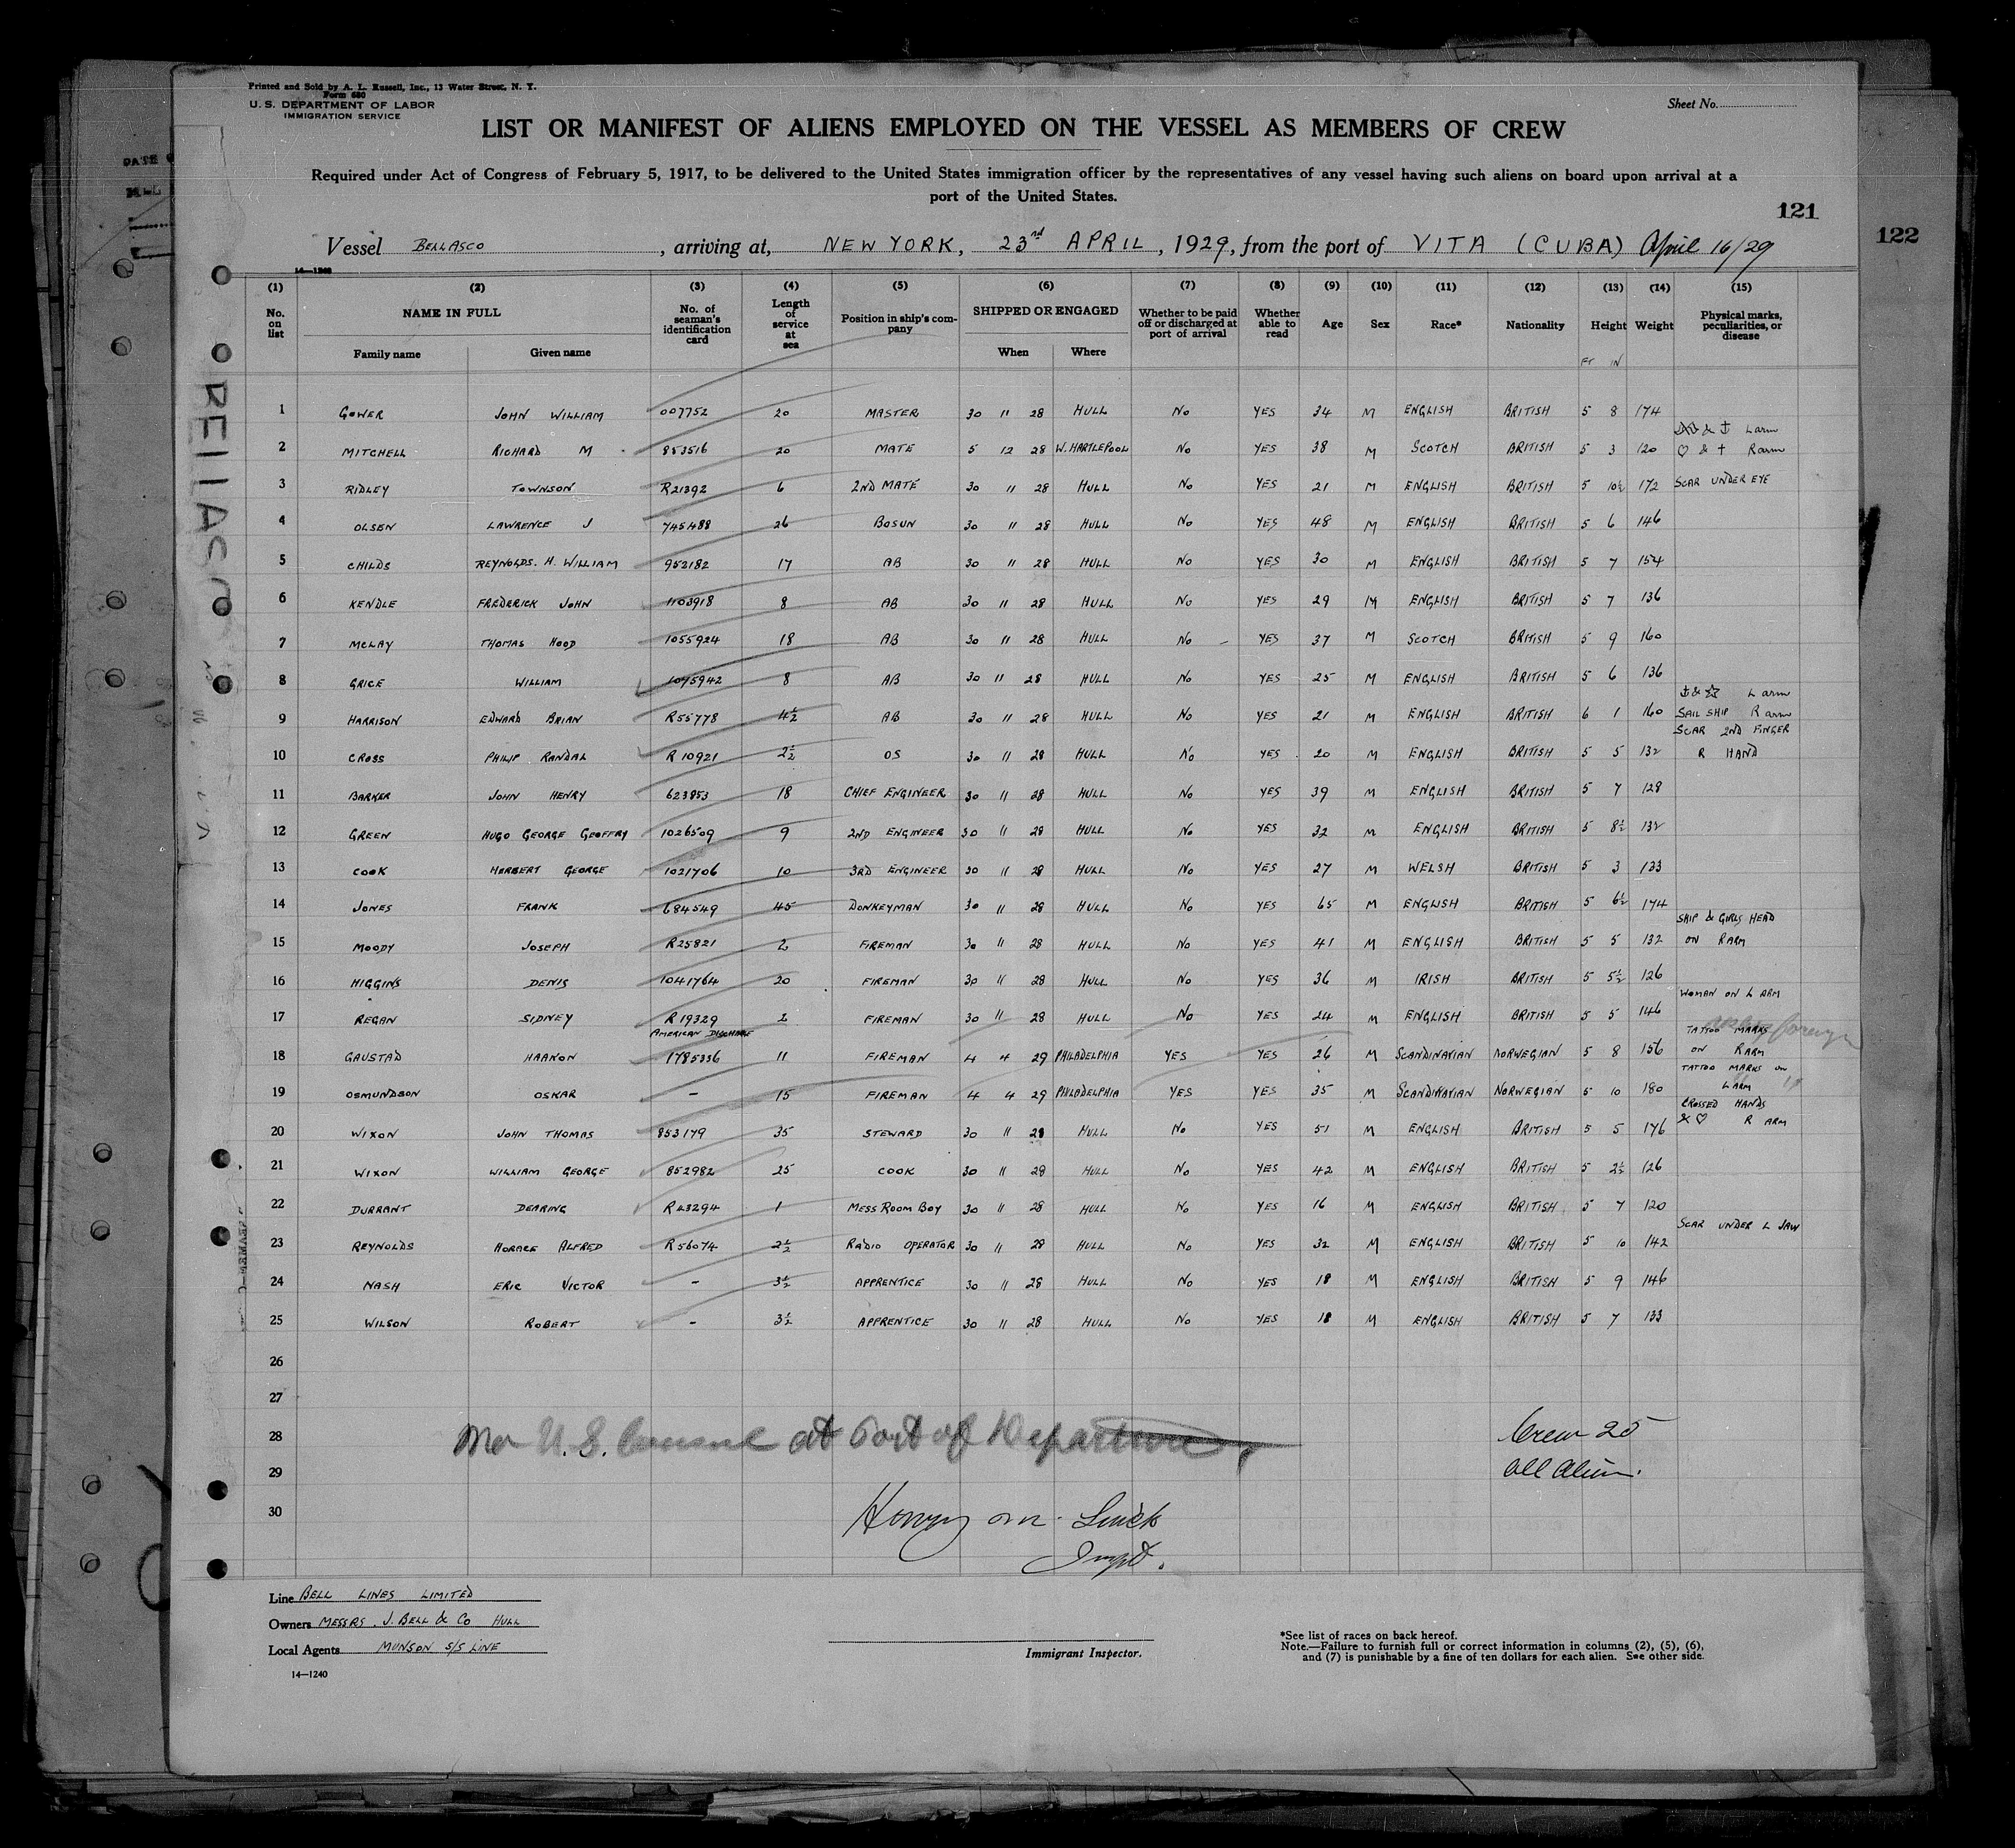 Printed and Sold by A. L. Russell, Inc., 13 Water Street, N. Y.
Form 680
U. S. DEPARTMENT OF LABOR
IMMIGRATION SERVICE
Sheet No.
LIST OR MANIFEST OF ALIENS EMPLOYED ON THE VESSEL AS MEMBERS OF CREW
Required under Act of Congress of February 5, 1917, to be delivered to the United States immigration officer by the representatives of any vessel having such aliens on board upon arrival at a
port of the United States.
121
122
Vessel BELLASCO, arriving at, NEW YORK, 23rd APRIL, 1929, from the port of VITA (CUBA) April 16/29
14—1240
(1) (2) (3) (4) (5) (6) (7) (8) (9) (10) (11) (12) (13) (14) (15)
No. on list NAME IN FULL Family name Given name No. of seaman's identification card Length of service at sea Position in ship's company SHIPPED OR ENGAGED When Where Whether to be paid off or discharged at port of arrival Whether able to read Age Sex Race* Nationality Height Weight Physical marks, peculiarities, or disease
FT IN
1 GOWER JOHN WILLIAM 007752 20 MASTER 30 11 28 HULL No YES 34 M ENGLISH BRITISH 5 8 174
2 MITCHELL RICHARD M 853516 20 MATE 5 12 28 W. HARTLEPOOL No YES 38 M SCOTCH BRITISH 5 3 120 & ⚓ L arm ♡ & † R arm
3 RIDLEY TOWNSON R21392 6 2ND MATE 30 11 28 HULL No YES 21 M ENGLISH BRITISH 5 10½ 172 SCAR UNDER EYE
4 OLSEN LAWRENCE J 745488 26 BOSUN 30 11 28 HULL No YES 48 M ENGLISH BRITISH 5 6 146
5 CHILDS REYNOLDS. H. WILLIAM 952182 17 AB 30 11 28 HULL No YES 30 M ENGLISH BRITISH 5 7 154
6 KENDLE FREDERICK JOHN 1103918 8 AB 30 11 28 HULL No YES 29 M ENGLISH BRITISH 5 7 136
7 MCLAY THOMAS HOOD 1055924 18 AB 30 11 28 HULL No - YES 37 M SCOTCH BRITISH 5 9 160
8 GRICE WILLIAM 1045942 8 AB 30 11 28 HULL No YES 25 M ENGLISH BRITISH 5 6 136
9 HARRISON EDWARD BRIAN R55778 4½ AB 30 11 28 HULL No YES 21 M ENGLISH BRITISH 6 1 160 ⚓ & ☆ L arm SAIL SHIP R arm
10 CROSS PHILIP RANDAL R 10921 2½ OS 30 11 28 HULL No YES 20 M ENGLISH BRITISH 5 5 132 SCAR 2ND FINGER R HAND
11 BARKER JOHN HENRY 623853 18 CHIEF ENGINEER 30 11 28 HULL No YES 39 M ENGLISH BRITISH 5 7 128
12 GREEN HUGO GEORGE GEOFFRY 1026509 9 2ND ENGINEER 30 11 28 HULL No YES 32 M ENGLISH BRITISH 5 8½ 132
13 COOK HERBERT GEORGE 1021706 10 3RD ENGINEER 30 11 28 HULL No YES 27 M WELSH BRITISH 5 3 133
14 JONES FRANK 684549 45 DONKEYMAN 30 11 28 HULL No YES 65 M ENGLISH BRITISH 5 6½ 174
15 MOODY JOSEPH R25821 2 FIREMAN 30 11 28 HULL No YES 41 M ENGLISH BRITISH 5 5 132 SHIP & GIRLS HEAD ON R ARM
16 HIGGINS DENIS 1041764 20 FIREMAN 30 11 28 HULL No YES 36 M IRISH BRITISH 5 5½ 126
17 REGAN SIDNEY R 19329 2 FIREMAN 30 11 28 HULL No YES 24 M ENGLISH BRITISH 5 5 146 WOMAN ON L ARM
18 GAUSTAD HAAKON AMERICAN DISCHARGE 1785336 11 FIREMAN 4 4 29 PHILADELPHIA YES YES 26 M SCANDINAVIAN NORWEGIAN 5 8 156 TATTOO MARKS ON R ARM
19 OSMUNDSON OSKAR - 15 FIREMAN 4 4 29 PHILADELPHIA YES YES 35 M SCANDINAVIAN NORWEGIAN 5 10 180 TATTOO MARKS ON L ARM
20 WIXON JOHN THOMAS 853179 35 STEWARD 30 11 28 HULL No YES 51 M ENGLISH BRITISH 5 5 176 CROSSED HANDS & ♡ R ARM
21 WIXON WILLIAM GEORGE 852982 25 COOK 30 11 28 HULL No YES 42 M ENGLISH BRITISH 5 2½ 126
22 DURRANT DEARING R43294 1 MESS ROOM BOY 30 11 28 HULL No YES 16 M ENGLISH BRITISH 5 7 120
23 REYNOLDS HORACE ALFRED R56074 2½ RADIO OPERATOR 30 11 28 HULL No YES 32 M ENGLISH BRITISH 5 10 142 SCAR UNDER L JAW
24 NASH ERIC VICTOR - 3½ APPRENTICE 30 11 28 HULL No YES 18 M ENGLISH BRITISH 5 9 146
25 WILSON ROBERT - 3½ APPRENTICE 30 11 28 HULL No YES 18 M ENGLISH BRITISH 5 7 133
26
27
28 No U.S. Consul at Port of Departure. Crew 25
29 All Alien.
30
Inspt.
Line BELL LINES LIMITED
Owners MESSRS. J. BELL & Co HULL
Local Agents MUNSON S/S LINE
14—1240
Immigrant Inspector.
*See list of races on back hereof.
Note.—Failure to furnish full or correct information in columns (2), (5), (6),
and (7) is punishable by a fine of ten dollars for each alien. See other side.
BELLASCO